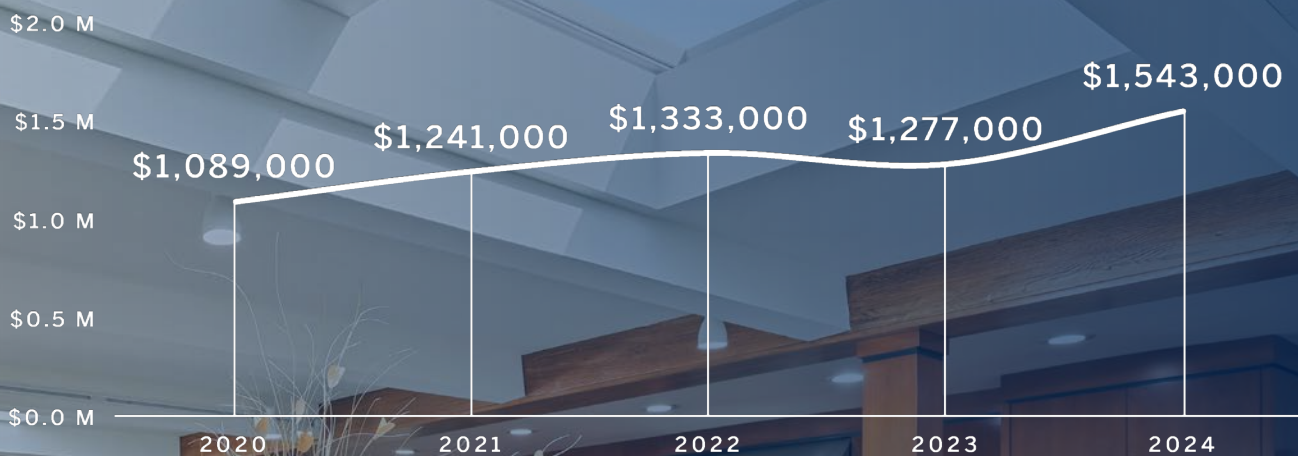 $2.0 M
$1,543,000
$1.5 M
$1,333,000
$1,277,000
$1,241,000
$1,089,000
$1.0 M
$0.5 M
$0.0 M
2020 2021 2022 2023 2024